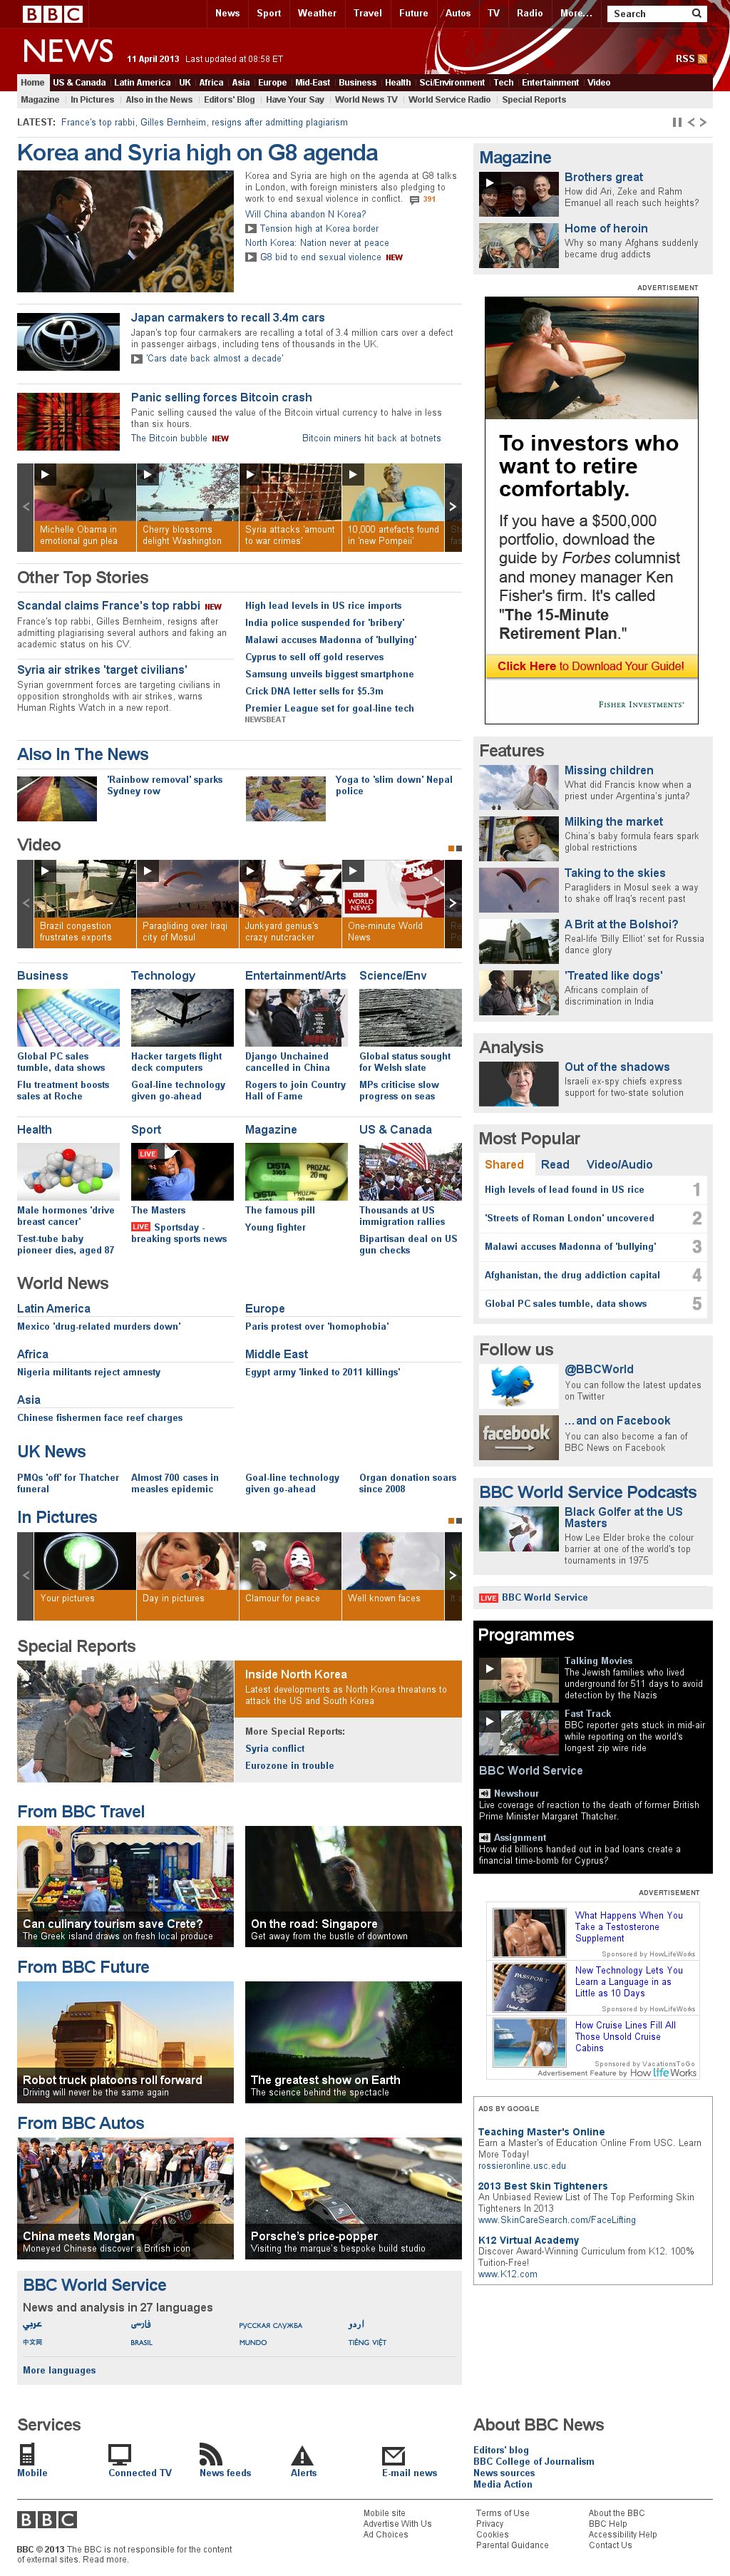 BBC
News Sport Weather Travel Future Autos TV Radio More... Search
NEWS 11 April 2013 Last updated at 08:58 ET RSS
Home US & Canada Latin America UK Africa Asia Europe Mid-East Business Health Sci/Environment Tech Entertainment Video
Magazine In Pictures Also in the News Editors' Blog Have Your Say World News TV World Service Radio Special Reports
LATEST: France's top rabbi, Gilles Bernheim, resigns after admitting plagiarism
Korea and Syria high on G8 agenda
Korea and Syria are high on the agenda at G8 talks
in London, with foreign ministers also pledging to
work to end sexual violence in conflict. 391
Will China abandon N Korea?
Tension high at Korea border
North Korea: Nation never at peace
G8 bid to end sexual violence NEW
Japan carmakers to recall 3.4m cars
Japan's top four carmakers are recalling a total of 3.4 million cars over a defect
in passenger airbags, including tens of thousands in the UK.
'Cars date back almost a decade'
Panic selling forces Bitcoin crash
Panic selling caused the value of the Bitcoin virtual currency to halve in less
than six hours.
The Bitcoin bubble NEW Bitcoin miners hit back at botnets
Michelle Obama in
emotional gun plea
Cherry blossoms
delight Washington
Syria attacks 'amount
to war crimes'
10,000 artefacts found
in 'new Pompeii'
Other Top Stories
Scandal claims France's top rabbi NEW
France's top rabbi, Gilles Bernheim, resigns after
admitting plagiarising several authors and faking an
academic status on his CV.
Syria air strikes 'target civilians'
Syrian government forces are targeting civilians in
opposition strongholds with air strikes, warns
Human Rights Watch in a new report.
High lead levels in US rice imports
India police suspended for 'bribery'
Malawi accuses Madonna of 'bullying'
Cyprus to sell off gold reserves
Samsung unveils biggest smartphone
Crick DNA letter sells for $5.3m
Premier League set for goal-line tech
NEWSBEAT
Also In The News
'Rainbow removal' sparks
Sydney row
Yoga to 'slim down' Nepal
police
Video
Brazil congestion
frustrates exports
Paragliding over Iraqi
city of Mosul
Junkyard genius's
crazy nutcracker
BBC
WORLD
NEWS
One-minute World
News
Business
Global PC sales
tumble, data shows
Flu treatment boosts
sales at Roche
Technology
Hacker targets flight
deck computers
Goal-line technology
given go-ahead
Entertainment/Arts
Django Unchained
cancelled in China
Rogers to join Country
Hall of Fame
Science/Env
Global status sought
for Welsh slate
MPs criticise slow
progress on seas
Health
Male hormones 'drive
breast cancer'
Test-tube baby
pioneer dies, aged 87
Sport
LIVE
The Masters
LIVE Sportsday -
breaking sports news
Magazine
DISTA
3105
PROZAC
20 mg
DISTA
PROZAC
20 mg
The famous pill
Young fighter
US & Canada
Thousands at US
immigration rallies
Bipartisan deal on US
gun checks
World News
Latin America
Mexico 'drug-related murders down'
Europe
Paris protest over 'homophobia'
Africa
Nigeria militants reject amnesty
Middle East
Egypt army 'linked to 2011 killings'
Asia
Chinese fishermen face reef charges
UK News
PMQs 'off' for Thatcher
funeral
Almost 700 cases in
measles epidemic
Goal-line technology
given go-ahead
Organ donation soars
since 2008
In Pictures
Your pictures
Day in pictures
Clamour for peace
Well known faces
Special Reports
Inside North Korea
Latest developments as North Korea threatens to
attack the US and South Korea
More Special Reports:
Syria conflict
Eurozone in trouble
From BBC Travel
Can culinary tourism save Crete?
The Greek island draws on fresh local produce
On the road: Singapore
Get away from the bustle of downtown
From BBC Future
Robot truck platoons roll forward
Driving will never be the same again
The greatest show on Earth
The science behind the spectacle
From BBC Autos
China meets Morgan
Moneyed Chinese discover a British icon
Porsche's price-popper
Visiting the marque's bespoke build studio
BBC World Service
News and analysis in 27 languages
عربي فارسی РУССКАЯ СЛУЖБА اردو
中文网 BRASIL MUNDO TIẾNG VIỆT
More languages
Magazine
Brothers great
How did Ari, Zeke and Rahm
Emanuel all reach such heights?
Home of heroin
Why so many Afghans suddenly
became drug addicts
ADVERTISEMENT
To investors who
want to retire
comfortably.
If you have a $500,000
portfolio, download the
guide by Forbes columnist
and money manager Ken
Fisher's firm. It's called
"The 15-Minute
Retirement Plan."
Click Here to Download Your Guide!
FISHER INVESTMENTS
Features
Missing children
What did Francis know when a
priest under Argentina's junta?
Milking the market
China's baby formula fears spark
global restrictions
Taking to the skies
Paragliders in Mosul seek a way
to shake off Iraq's recent past
A Brit at the Bolshoi?
Real-life 'Billy Elliot' set for Russia
dance glory
'Treated like dogs'
Africans complain of
discrimination in India
Analysis
Out of the shadows
Israeli ex-spy chiefs express
support for two-state solution
Most Popular
Shared Read Video/Audio
High levels of lead found in US rice 1
'Streets of Roman London' uncovered 2
Malawi accuses Madonna of 'bullying' 3
Afghanistan, the drug addiction capital 4
Global PC sales tumble, data shows 5
Follow us
@BBCWorld
You can follow the latest updates
on Twitter
facebook
...and on Facebook
You can also become a fan of
BBC News on Facebook
BBC World Service Podcasts
Black Golfer at the US
Masters
How Lee Elder broke the colour
barrier at one of the world's top
tournaments in 1975
LIVE BBC World Service
Programmes
Talking Movies
The Jewish families who lived
underground for 511 days to avoid
detection by the Nazis
Fast Track
BBC reporter gets stuck in mid-air
while reporting on the world's
longest zip wire ride
BBC World Service
Newshour
Live coverage of reaction to the death of former British
Prime Minister Margaret Thatcher.
Assignment
How did billions handed out in bad loans create a
financial time-bomb for Cyprus?
ADVERTISEMENT
What Happens When You
Take a Testosterone
Supplement
Sponsored by HowLifeWorks
PASSPORT
New Technology Lets You
Learn a Language in as
Little as 10 Days
Sponsored by HowLifeWorks
How Cruise Lines Fill All
Those Unsold Cruise
Cabins
Sponsored by VacationsToGo
Advertisement Feature by How life Works
ADS BY GOOGLE
Teaching Master's Online
Earn a Master's of Education Online From USC. Learn
More Today!
rossieronline.usc.edu
2013 Best Skin Tighteners
An Unbiased Review List of The Top Performing Skin
Tighteners In 2013
www.SkinCareSearch.com/FaceLifting
K12 Virtual Academy
Discover Award-Winning Curriculum from K12. 100%
Tuition-Free!
www.K12.com
Services
Mobile Connected TV News feeds Alerts E-mail news
About BBC News
Editors' blog
BBC College of Journalism
News sources
Media Action
BBC
Mobile site
Advertise With Us
Ad Choices
Terms of Use
Privacy
Cookies
Parental Guidance
About the BBC
BBC Help
Accessibility Help
Contact Us
BBC © 2013 The BBC is not responsible for the content
of external sites. Read more.